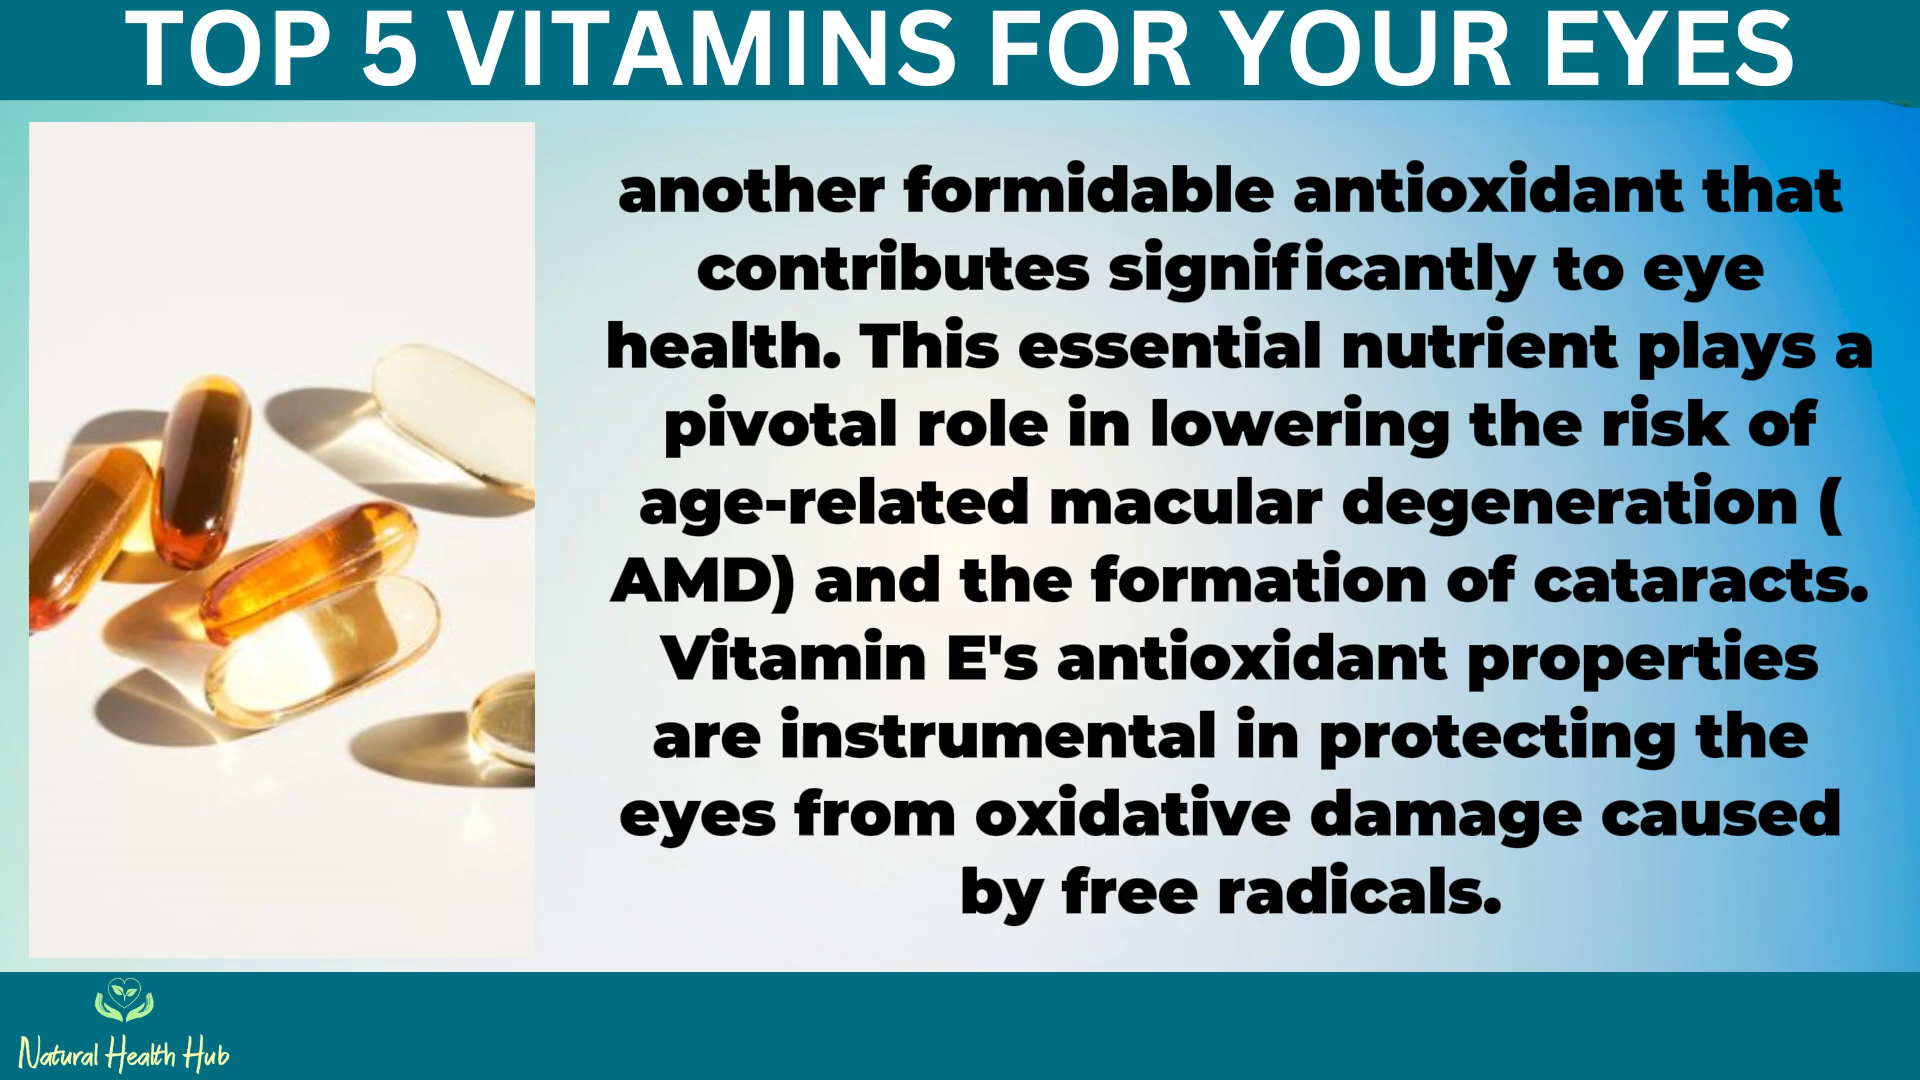 TOP 5 VITAMINS FOR YOUR EYES
another formidable antioxidant that
contributes significantly to eye
health. This essential nutrient plays a
pivotal role in lowering the risk of
age-related macular degeneration (
AMD) and the formation of cataracts.
Vitamin E's antioxidant properties
are instrumental in protecting the
eyes from oxidative damage caused
by free radicals.
Natural Health Hub